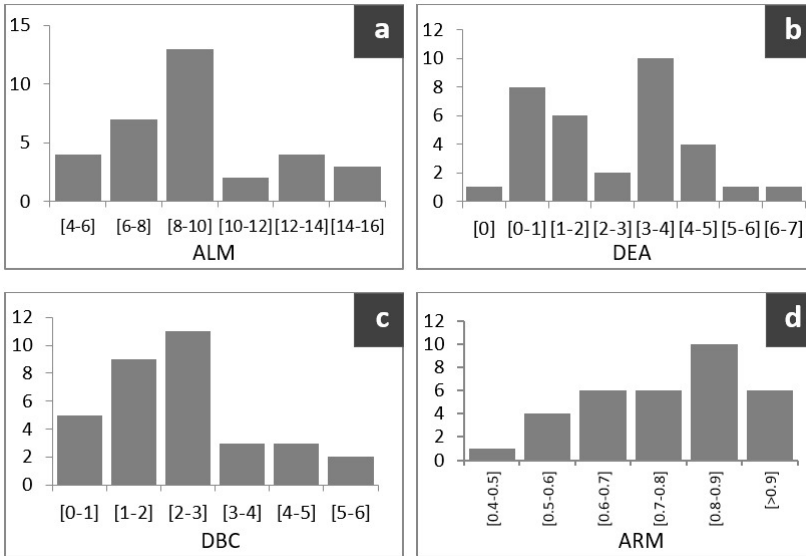 a
15
10
5
0
[4-6] [6-8] [8-10] [10-12] [12-14] [14-16]
ALM
b
12
10
8
6
4
2
0
[0] [0-1] [1-2] [2-3] [3-4] [4-5] [5-6] [6-7]
DEA
c
12
10
8
6
4
2
0
[0-1] [1-2] [2-3] [3-4] [4-5] [5-6]
DBC
d
12
10
8
6
4
2
0
[0.4-0.5] [0.5-0.6] [0.6-0.7] [0.7-0.8] [0.8-0.9] [>0.9]
ARM